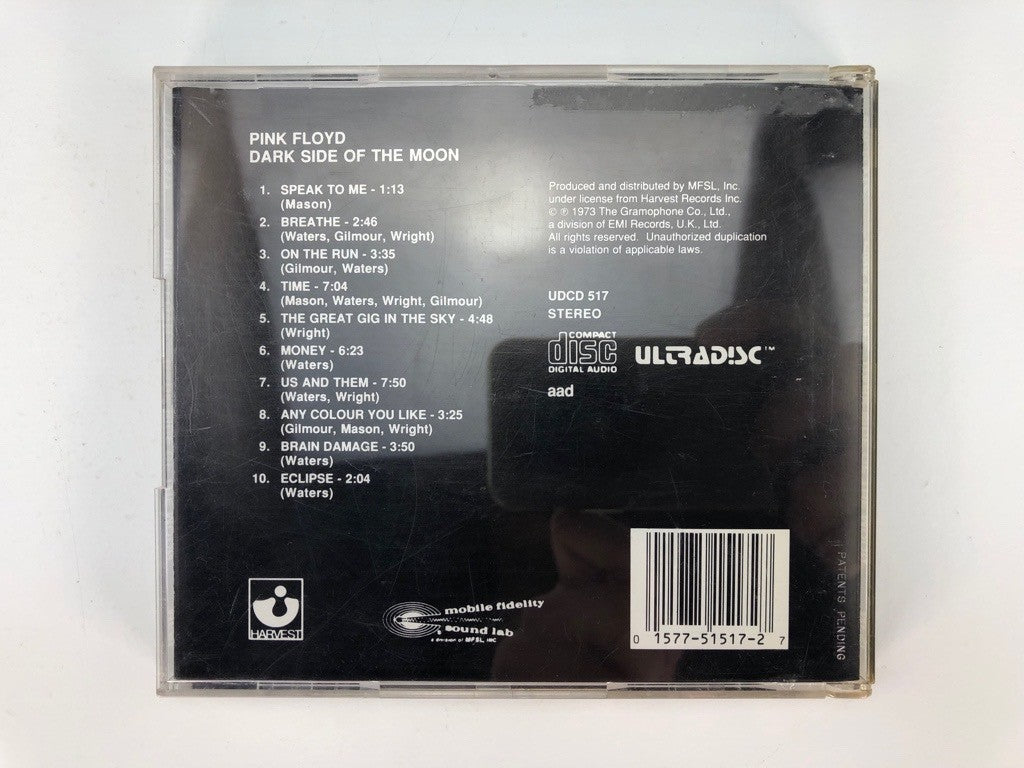 PINK FLOYD
DARK SIDE OF THE MOON
1. SPEAK TO ME - 1:13
(Mason)
2. BREATHE - 2:46
(Waters, Gilmour, Wright)
3. ON THE RUN - 3:35
(Gilmour, Waters)
4. TIME - 7:04
(Mason, Waters, Wright, Gilmour)
5. THE GREAT GIG IN THE SKY - 4:48
(Wright)
6. MONEY - 6:23
(Waters)
7. US AND THEM - 7:50
(Waters, Wright)
8. ANY COLOUR YOU LIKE - 3:25
(Gilmour, Mason, Wright)
9. BRAIN DAMAGE - 3:50
(Waters)
10. ECLIPSE - 2:04
(Waters)
Produced and distributed by MFSL, Inc.
under license from Harvest Records Inc.
© ℗ 1973 The Gramophone Co., Ltd.,
a division of EMI Records, U.K., Ltd.
All rights reserved. Unauthorized duplication
is a violation of applicable laws.
UDCD 517
STEREO
COMPACT
disc
DIGITAL AUDIO
ULTRADISC™
aad
HARVEST
mobile fidelity
sound lab
a division of MFSL, INC
0 1577-51517-2 7
PATENTS PENDING